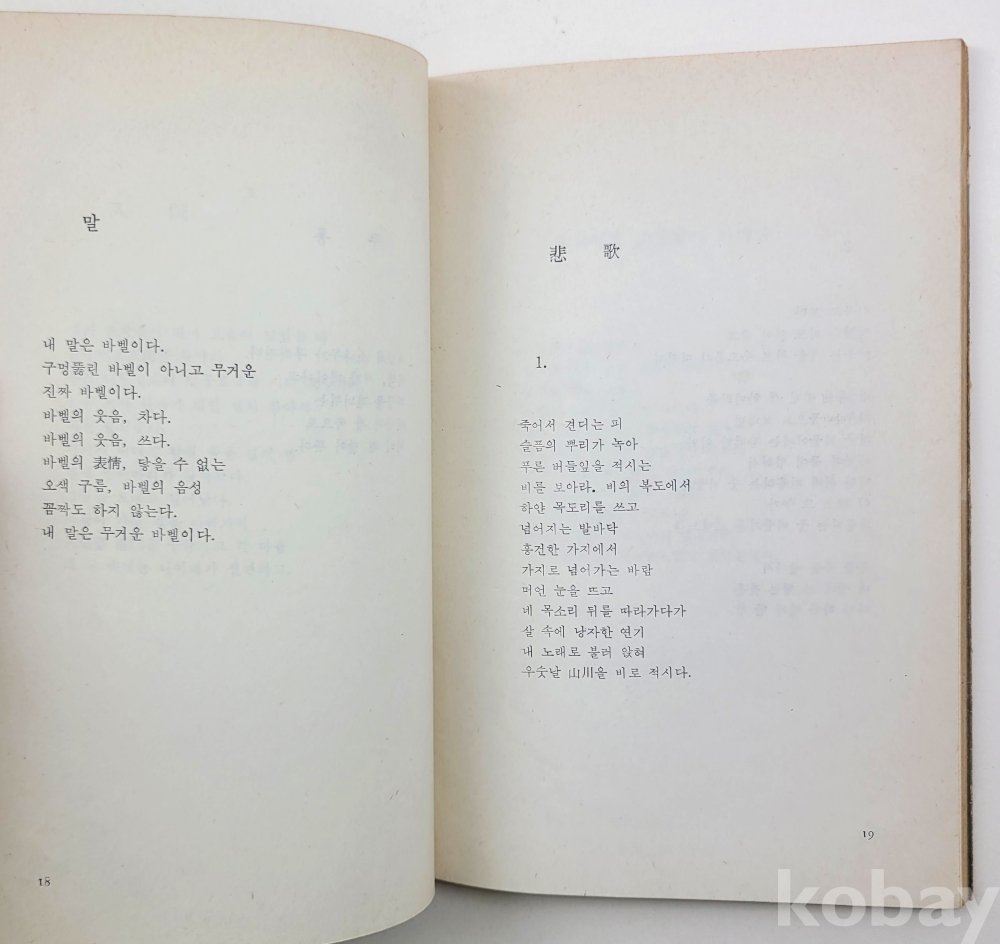 말
내 말은 바벨이다.
구멍뚫린 바벨이 아니고 무거운
진짜 바벨이다.
바벨의 웃음, 차다.
바벨의 웃음, 쓰다.
바벨의 表情, 닿을 수 없는
오색 구름, 바벨의 음성
꼼짝도 하지 않는다.
내 말은 무거운 바벨이다.
18
悲歌
1.
죽어서 견디는 피
슬픔의 뿌리가 녹아
푸른 버들잎을 적시는
비를 보아라. 비의 복도에서
하얀 목도리를 쓰고
넘어지는 발바닥
흥건한 가지에서
가지로 넘어가는 바람
머언 눈을 뜨고
네 목소리 뒤를 따라가다가
살 속에 낭자한 연기
내 노래로 불러 앉혀
우숫날 山川을 비로 적시다.
19
kobay